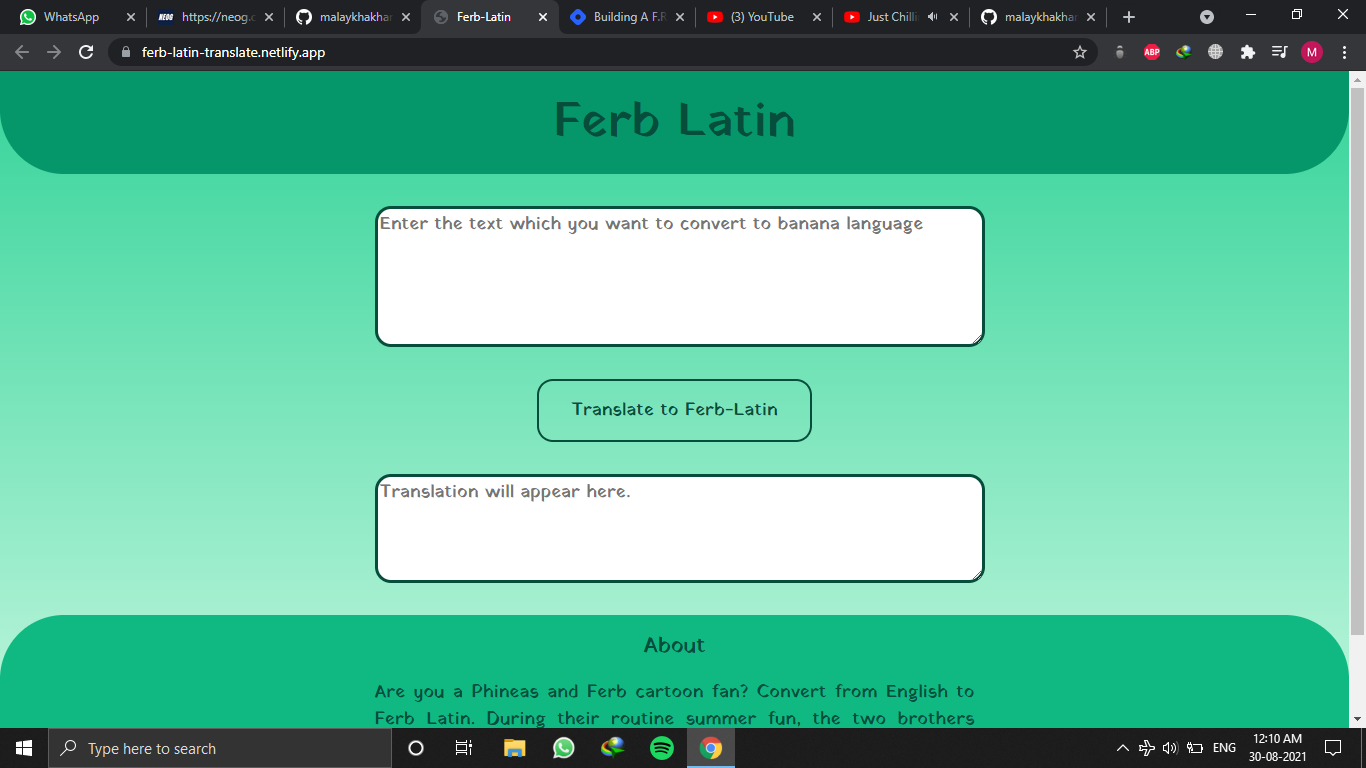 WhatsApp
NEOG https://neog.c
malaykhakhar
Ferb-Latin
Building A F.R
(3) YouTube
Just Chilli
malaykhakhar
ferb-latin-translate.netlify.app
ABP
M
Ferb Latin
Enter the text which you want to convert to banana language
Translate to Ferb-Latin
Translation will appear here.
About
Are you a Phineas and Ferb cartoon fan? Convert from English to
Ferb Latin. During their routine summer fun, the two brothers
Type here to search
ENG
12:10 AM
30-08-2021